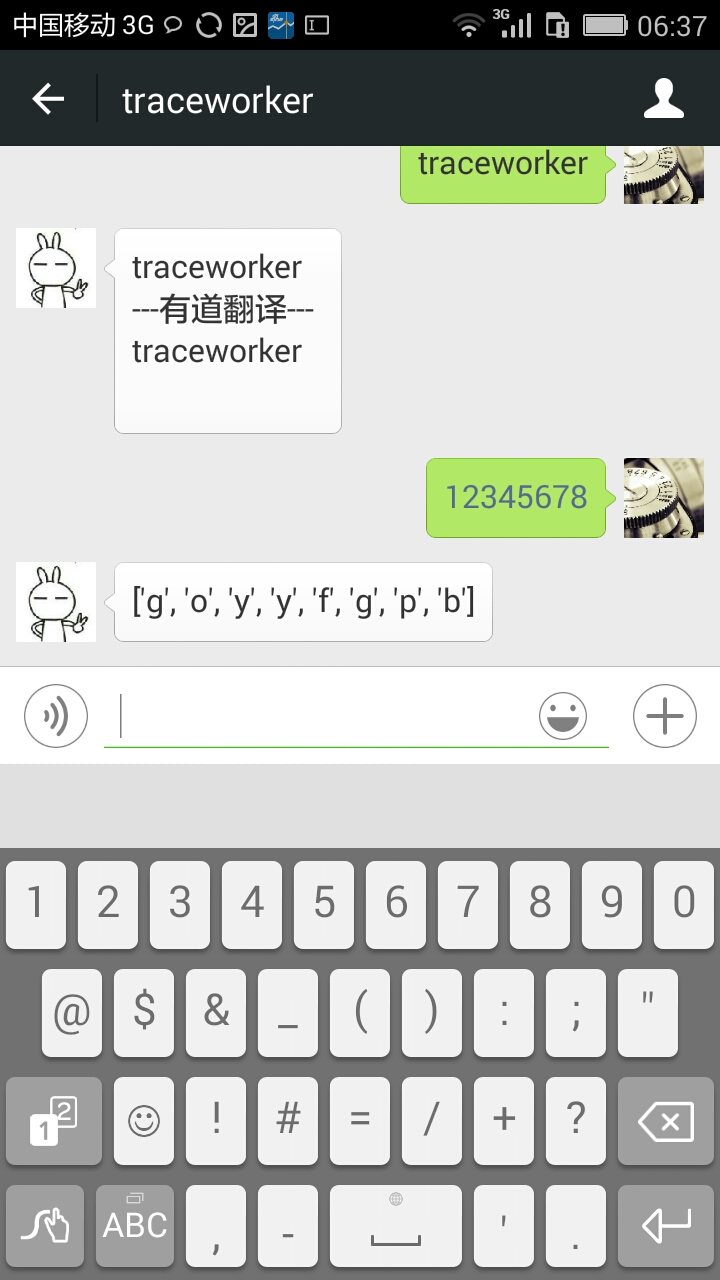 中国移动 3G 3G 06:37
traceworker
traceworker
traceworker
---有道翻译---
traceworker
12345678
['g', 'o', 'y', 'y', 'f', 'g', 'p', 'b']
1 2 3 4 5 6 7 8 9 0
@ $ & _ ( ) : ; "
1 2 ! # = / + ?
ABC , - ' .